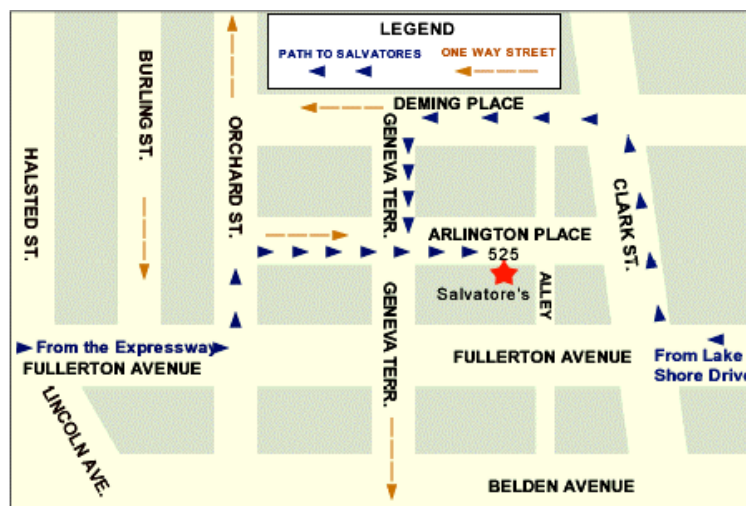 LEGEND
PATH TO SALVATORES
ONE WAY STREET
BURLING ST.
ORCHARD ST.
HALSTED ST.
DEMING PLACE
GENEVA TERR.
CLARK ST.
ARLINGTON PLACE
525
Salvatore's
ALLEY
GENEVA TERR.
From the Expressway
FULLERTON AVENUE
FULLERTON AVENUE
From Lake
Shore Drive
LINCOLN AVE.
BELDEN AVENUE